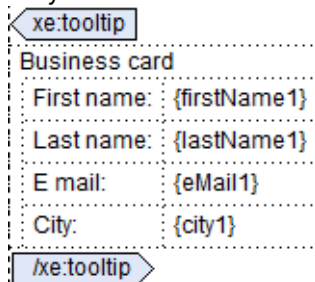 xe:tooltip
Business card
First name: {firstName1}
Last name: {lastName1}
E mail: {eMail1}
City: {city1}
/xe:tooltip